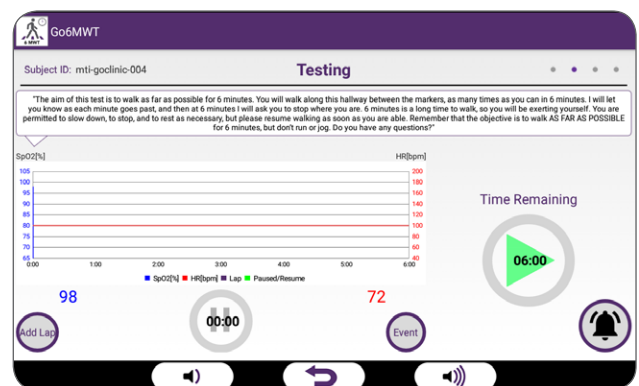 6 MWT
Go6MWT
Subject ID: mti-goclinic-004
Testing
"The aim of this test is to walk as far as possible for 6 minutes. You will walk along this hallway between the markers, as many times as you can in 6 minutes. I will let
you know as each minute goes past, and then at 6 minutes I will ask you to stop where you are. 6 minutes is a long time to walk, so you will be exerting yourself. You are
permitted to slow down, to stop, and to rest as necessary, but please resume walking as soon as you are able. Remember that the objective is to walk AS FAR AS POSSIBLE
for 6 minutes, but don't run or jog. Do you have any questions?"
SpO2[%] HR[bpm]
105 200
100 180
95 160
90 140
85 120
80 100
75 80
70 60
65 40
0:00 1:00 2:00 3:00 4:00 5:00 6:00
SpO2[%] HR[bpm] Lap Paused/Resume
98 72
Add Lap 00:00 Event
Time Remaining
06:00